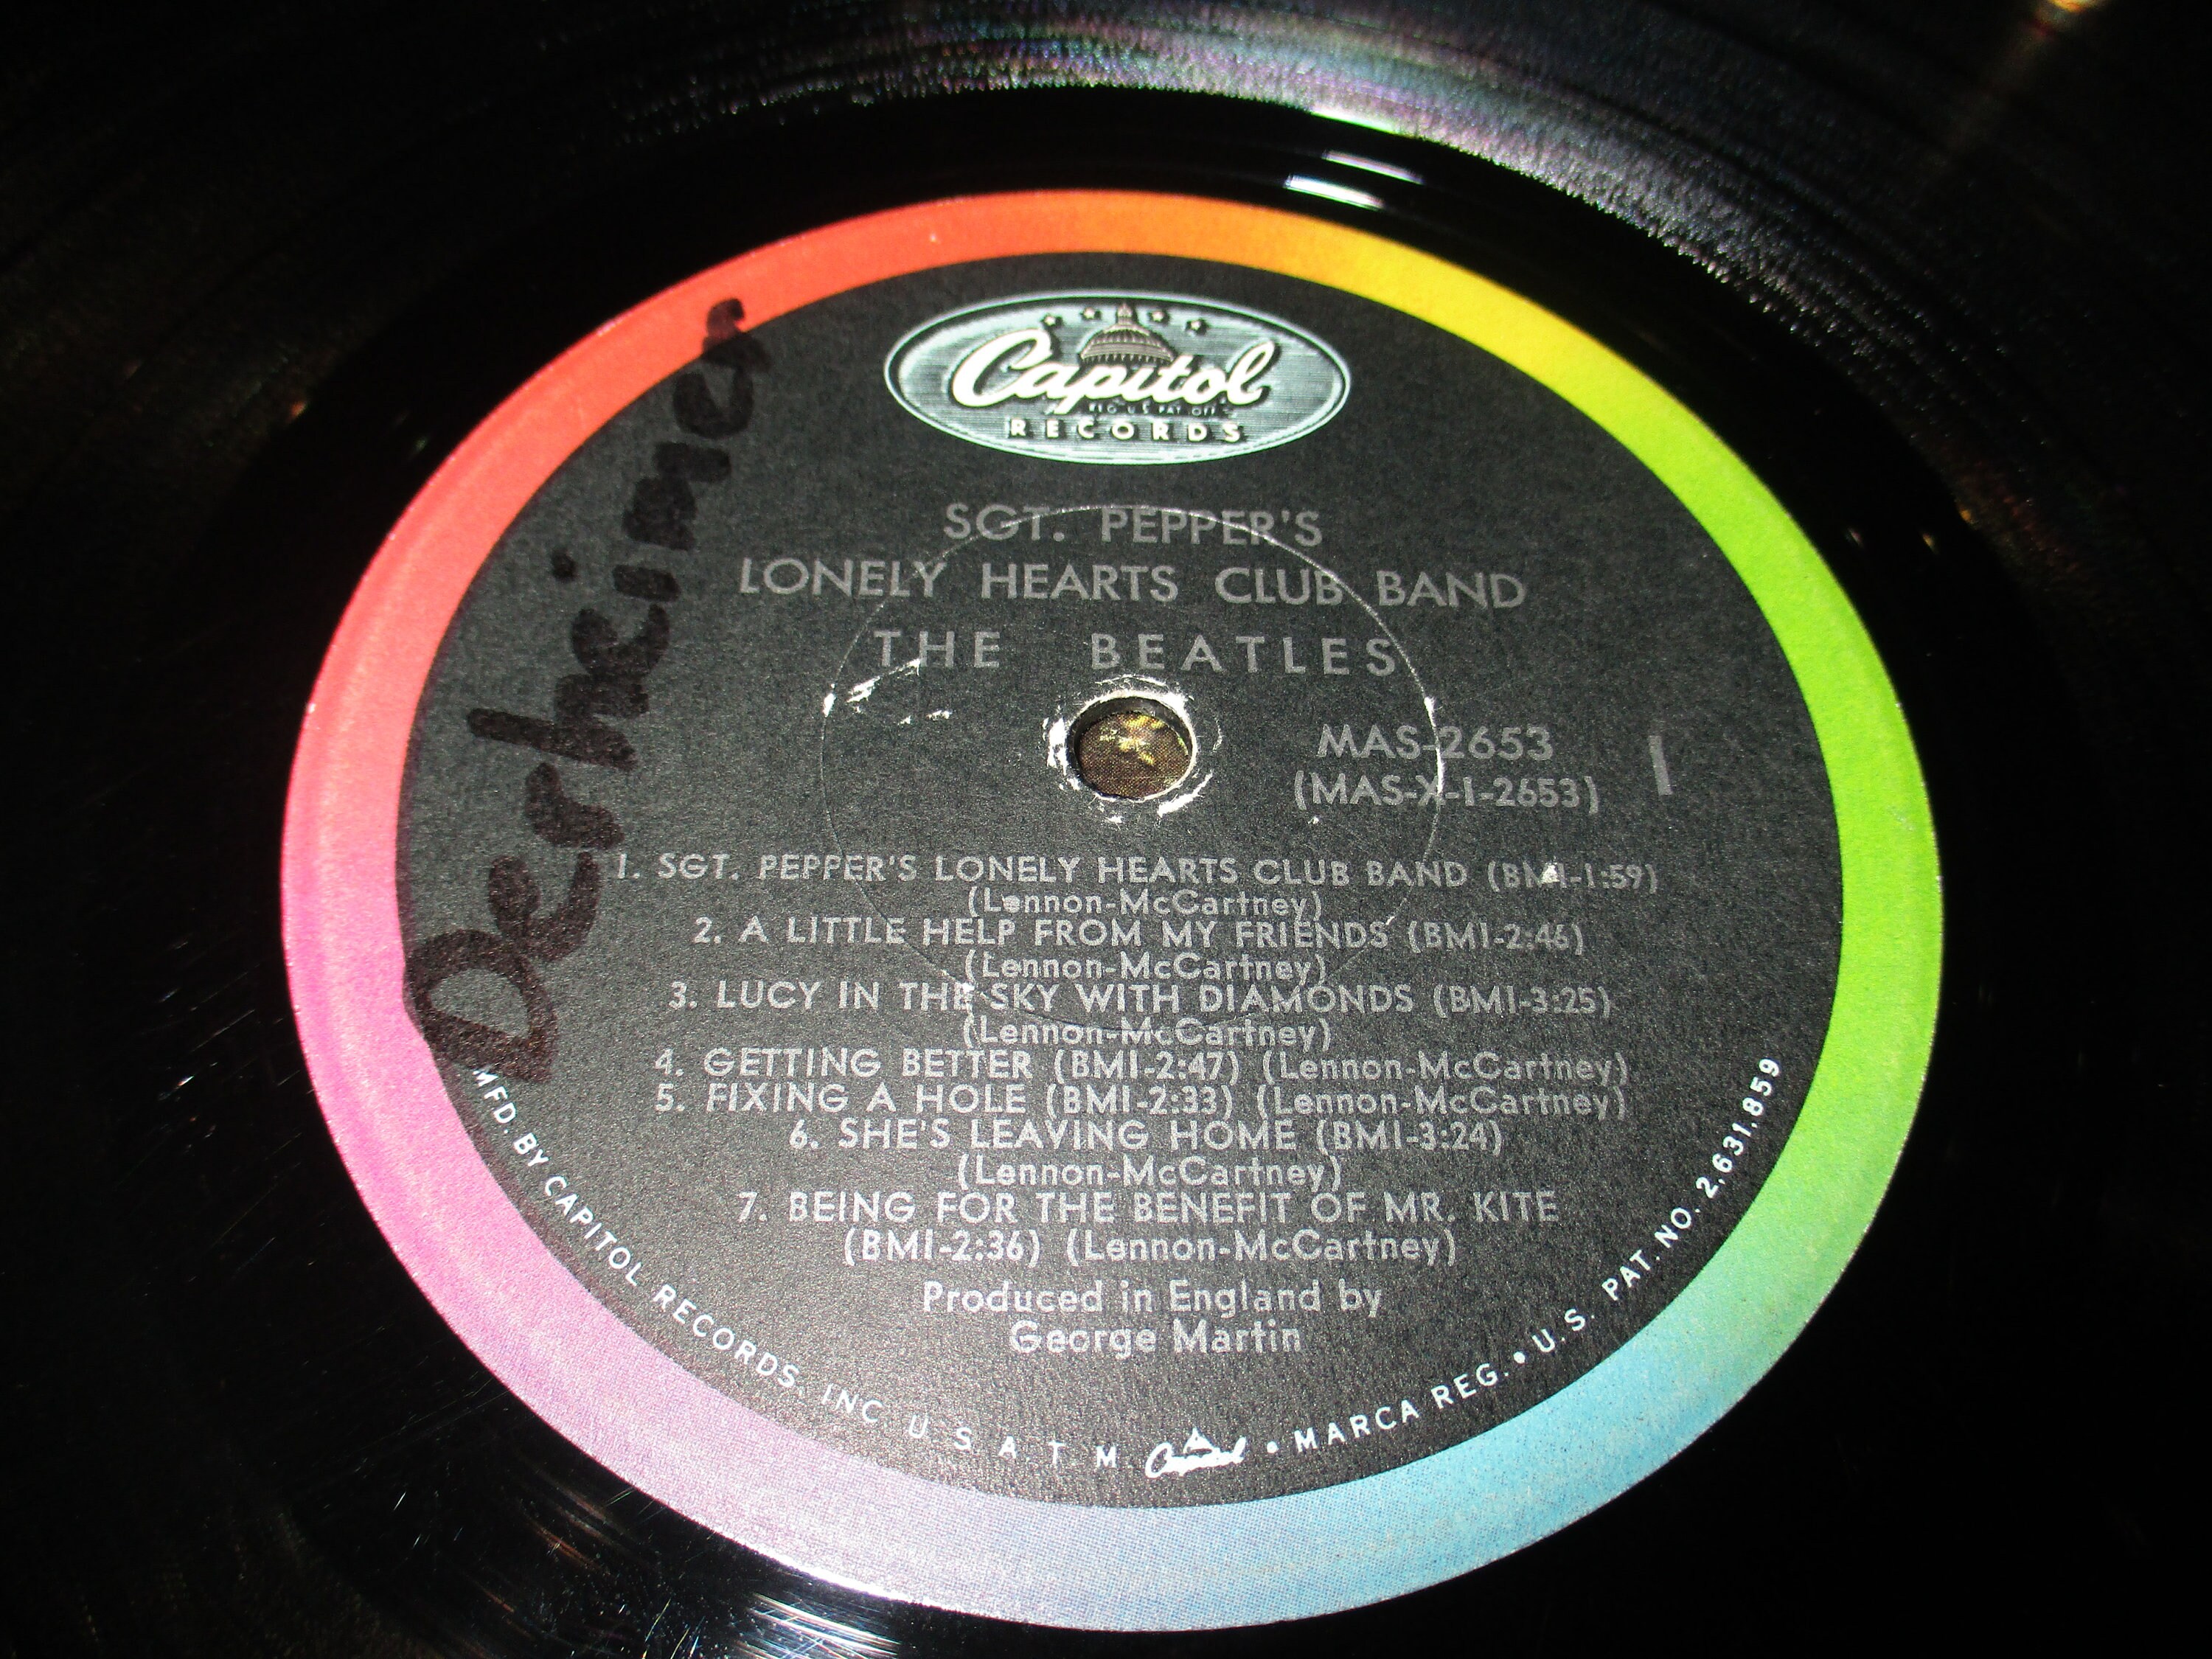 Capitol
REG. U.S. PAT. OFF.
RECORDS
Derheimer
SGT. PEPPER'S
LONELY HEARTS CLUB BAND
THE BEATLES
MAS-2653
(MAS-X-1-2653)
1
1. SGT. PEPPER'S LONELY HEARTS CLUB BAND (BMI-1:59)
(Lennon-McCartney)
2. A LITTLE HELP FROM MY FRIENDS (BMI-2:46)
(Lennon-McCartney)
3. LUCY IN THE SKY WITH DIAMONDS (BMI-3:25)
(Lennon-McCartney)
4. GETTING BETTER (BMI-2:47) (Lennon-McCartney)
5. FIXING A HOLE (BMI-2:33) (Lennon-McCartney)
6. SHE'S LEAVING HOME (BMI-3:24)
(Lennon-McCartney)
7. BEING FOR THE BENEFIT OF MR. KITE
(BMI-2:36) (Lennon-McCartney)
Produced in England by
George Martin
MFD. BY CAPITOL RECORDS, INC U.S.A. T.M. Capitol • MARCA REG. • U.S. PAT. NO. 2,631,859